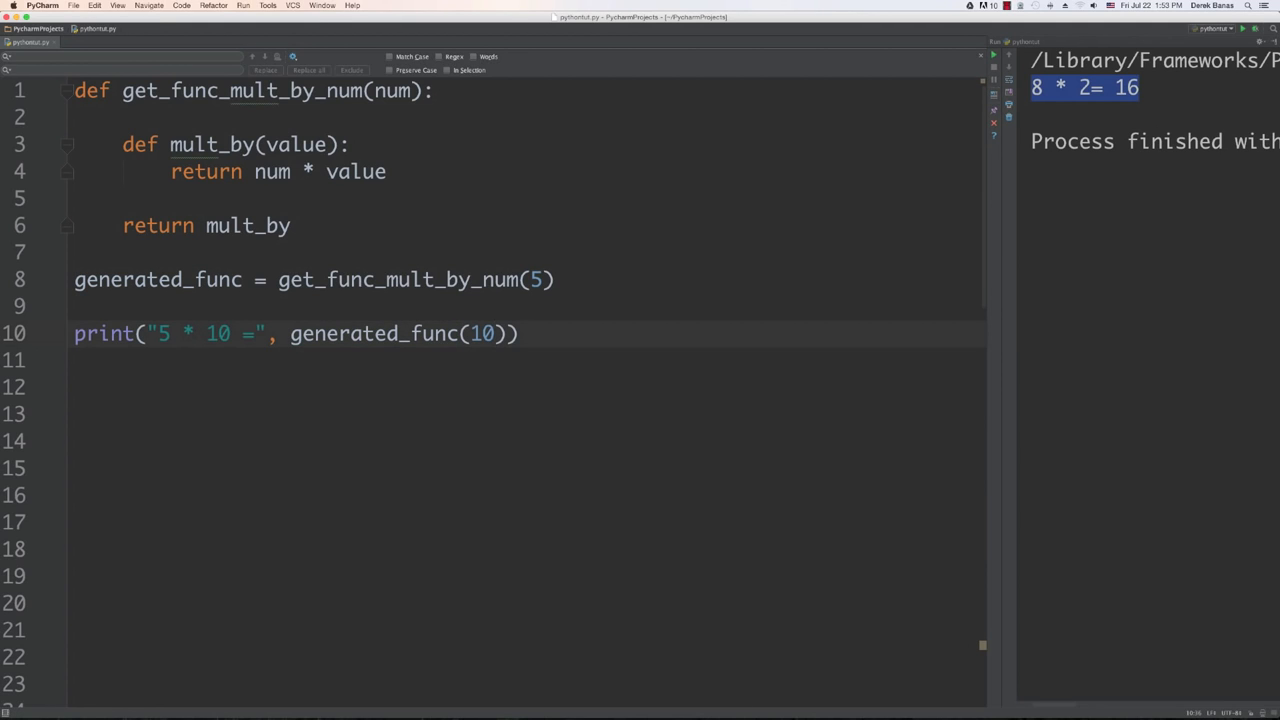 PyCharm File Edit View Navigate Code Refactor Run Tools VCS Window Help
10 Fri Jul 22 1:53 PM Derek Banas
pythontut.py - PycharmProjects - [~/PycharmProjects]
PycharmProjects pythontut.py
pythontut
pythontut.py
Run pythontut
Match Case Regex Words
Replace Replace all Exclude Preserve Case In Selection
1 def get_func_mult_by_num(num):
2
3 def mult_by(value):
4 return num * value
5
6 return mult_by
7
8 generated_func = get_func_mult_by_num(5)
9
10 print("5 * 10 =", generated_func(10))
11
12
13
14
15
16
17
18
19
20
21
22
23
/Library/Frameworks/P
8 * 2= 16
Process finished with
10:36 LF≑ UTF-8≑